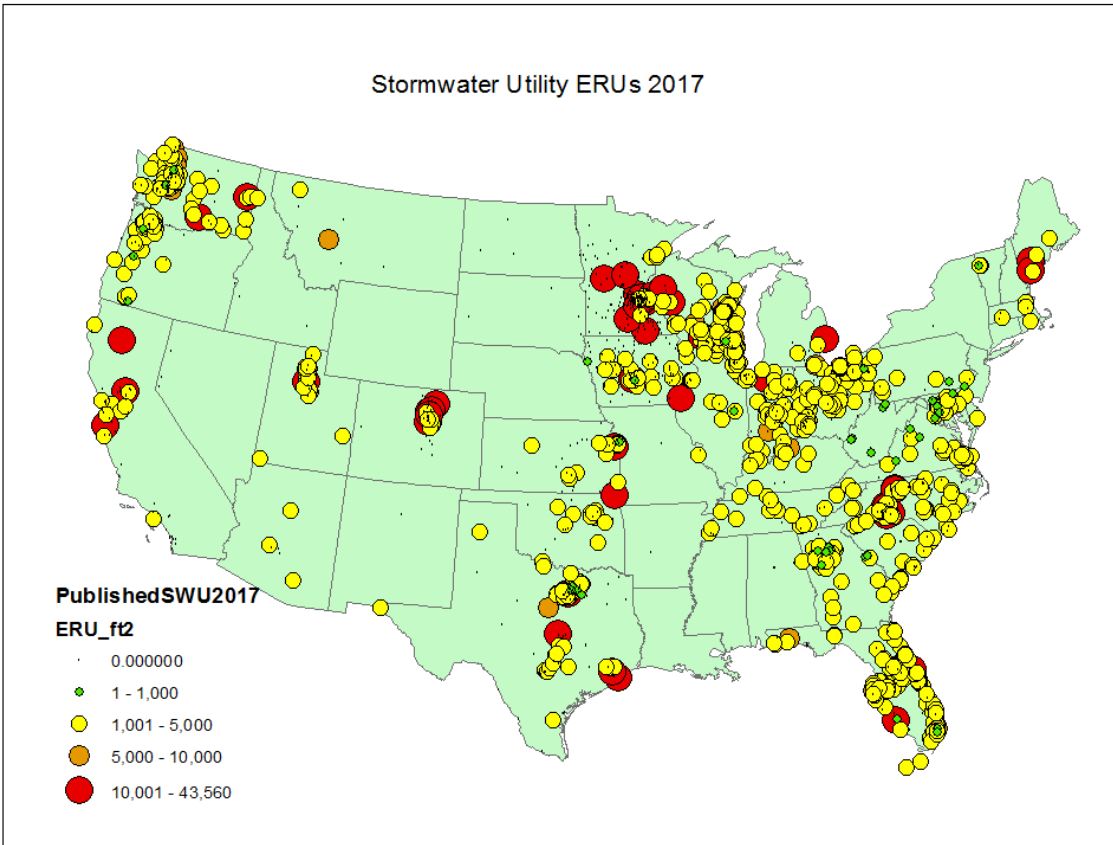 Stormwater Utility ERUs 2017
PublishedSWU2017
ERU_ft2
0.000000
1 - 1,000
1,001 - 5,000
5,000 - 10,000
10,001 - 43,560